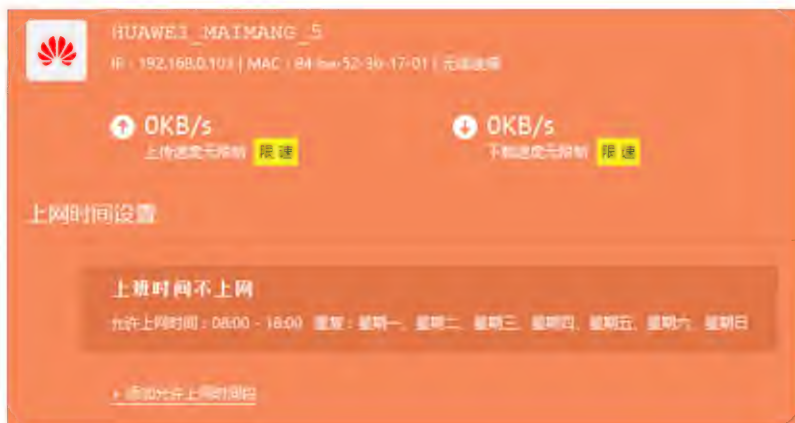 HUAWEI_MAIMANG_5
IP：192.168.0.103 | MAC：84- -52-30-17-01 | 无线连接
0KB/s
0KB/s
上传速度无限制 限速
下载速度无限制 限速
上网时间设置
上班时间不上网
允许上网时间：08:00 - 18:00 重复：星期一、星期二、星期三、星期四、星期五、星期六、星期日
+ 添加允许上网时间段